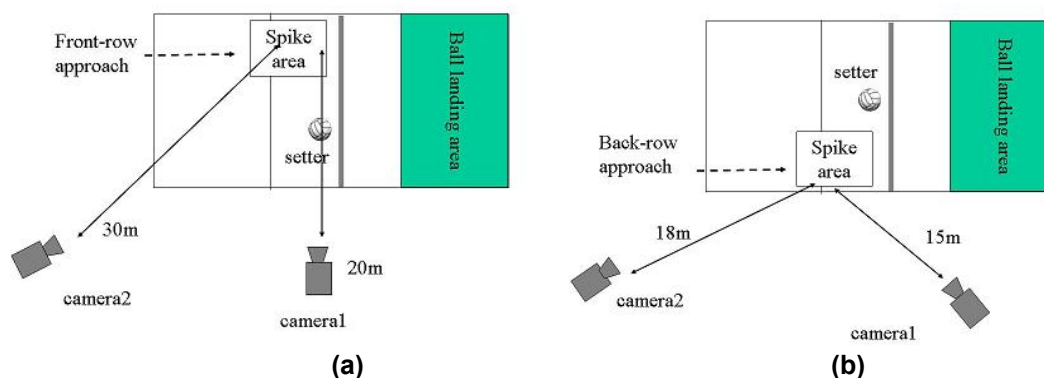 Front-row
approach
Spike
area
setter
Ball landing area
30m
20m
camera2
camera1
(a)
setter
Back-row
approach
Spike
area
Ball landing area
18m
15m
camera2
camera1
(b)